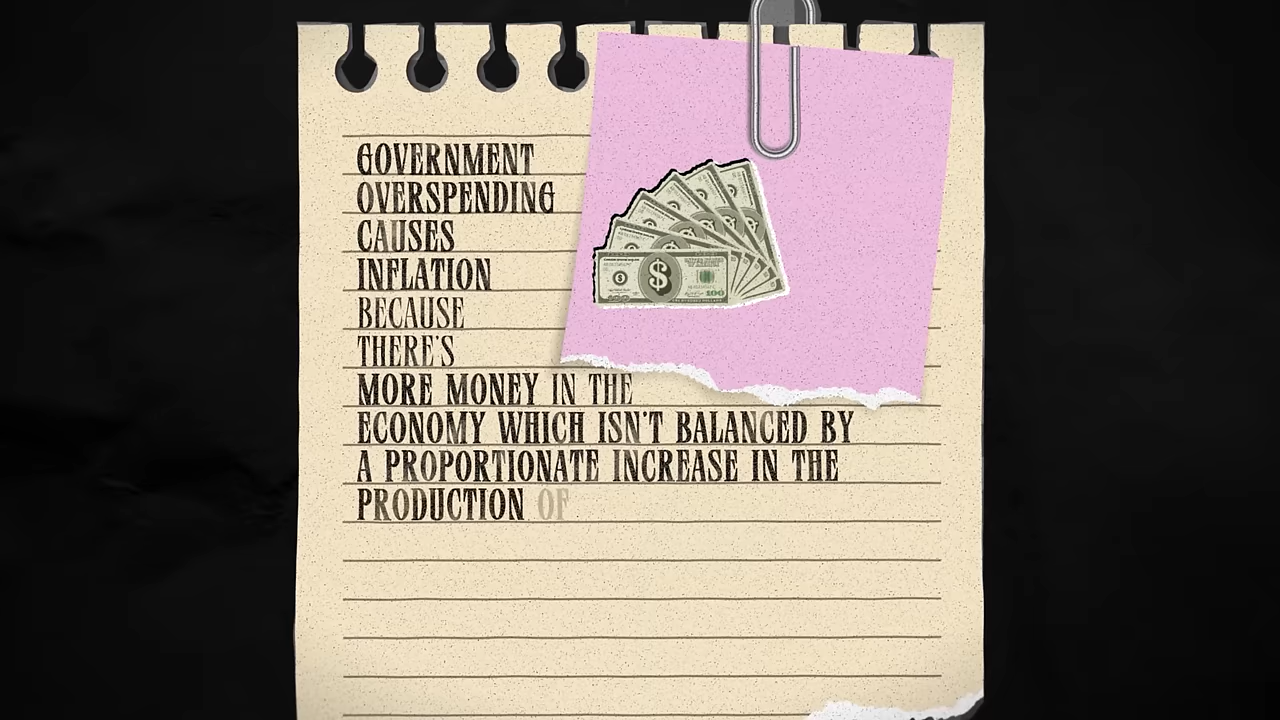 GOVERNMENT
OVERSPENDING
CAUSES
INFLATION
BECAUSE
THERE'S
MORE MONEY IN THE
ECONOMY WHICH ISN'T BALANCED BY
A PROPORTIONATE INCREASE IN THE
PRODUCTION OF